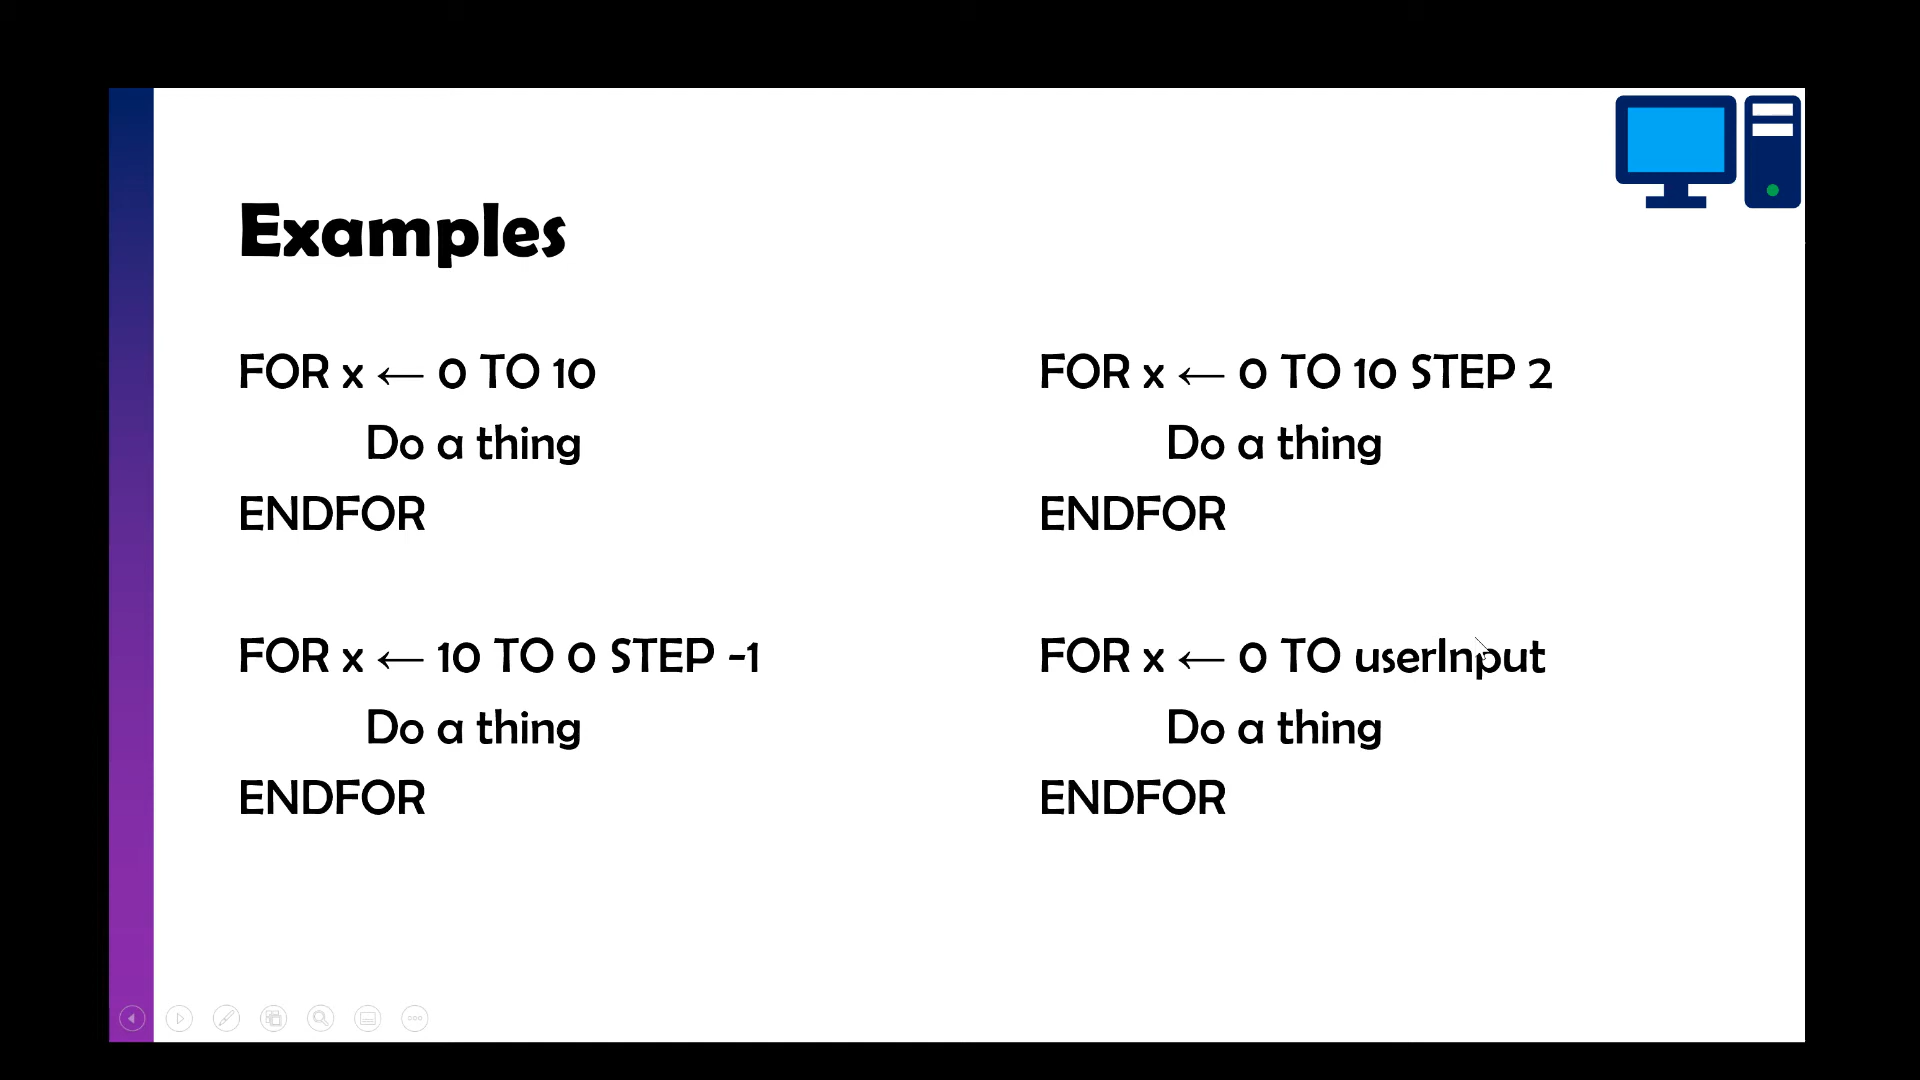 Examples
FOR x ← 0 TO 10
Do a thing
ENDFOR
FOR x ← 10 TO 0 STEP -1
Do a thing
ENDFOR
FOR x ← 0 TO 10 STEP 2
Do a thing
ENDFOR
FOR x ← 0 TO userInput
Do a thing
ENDFOR